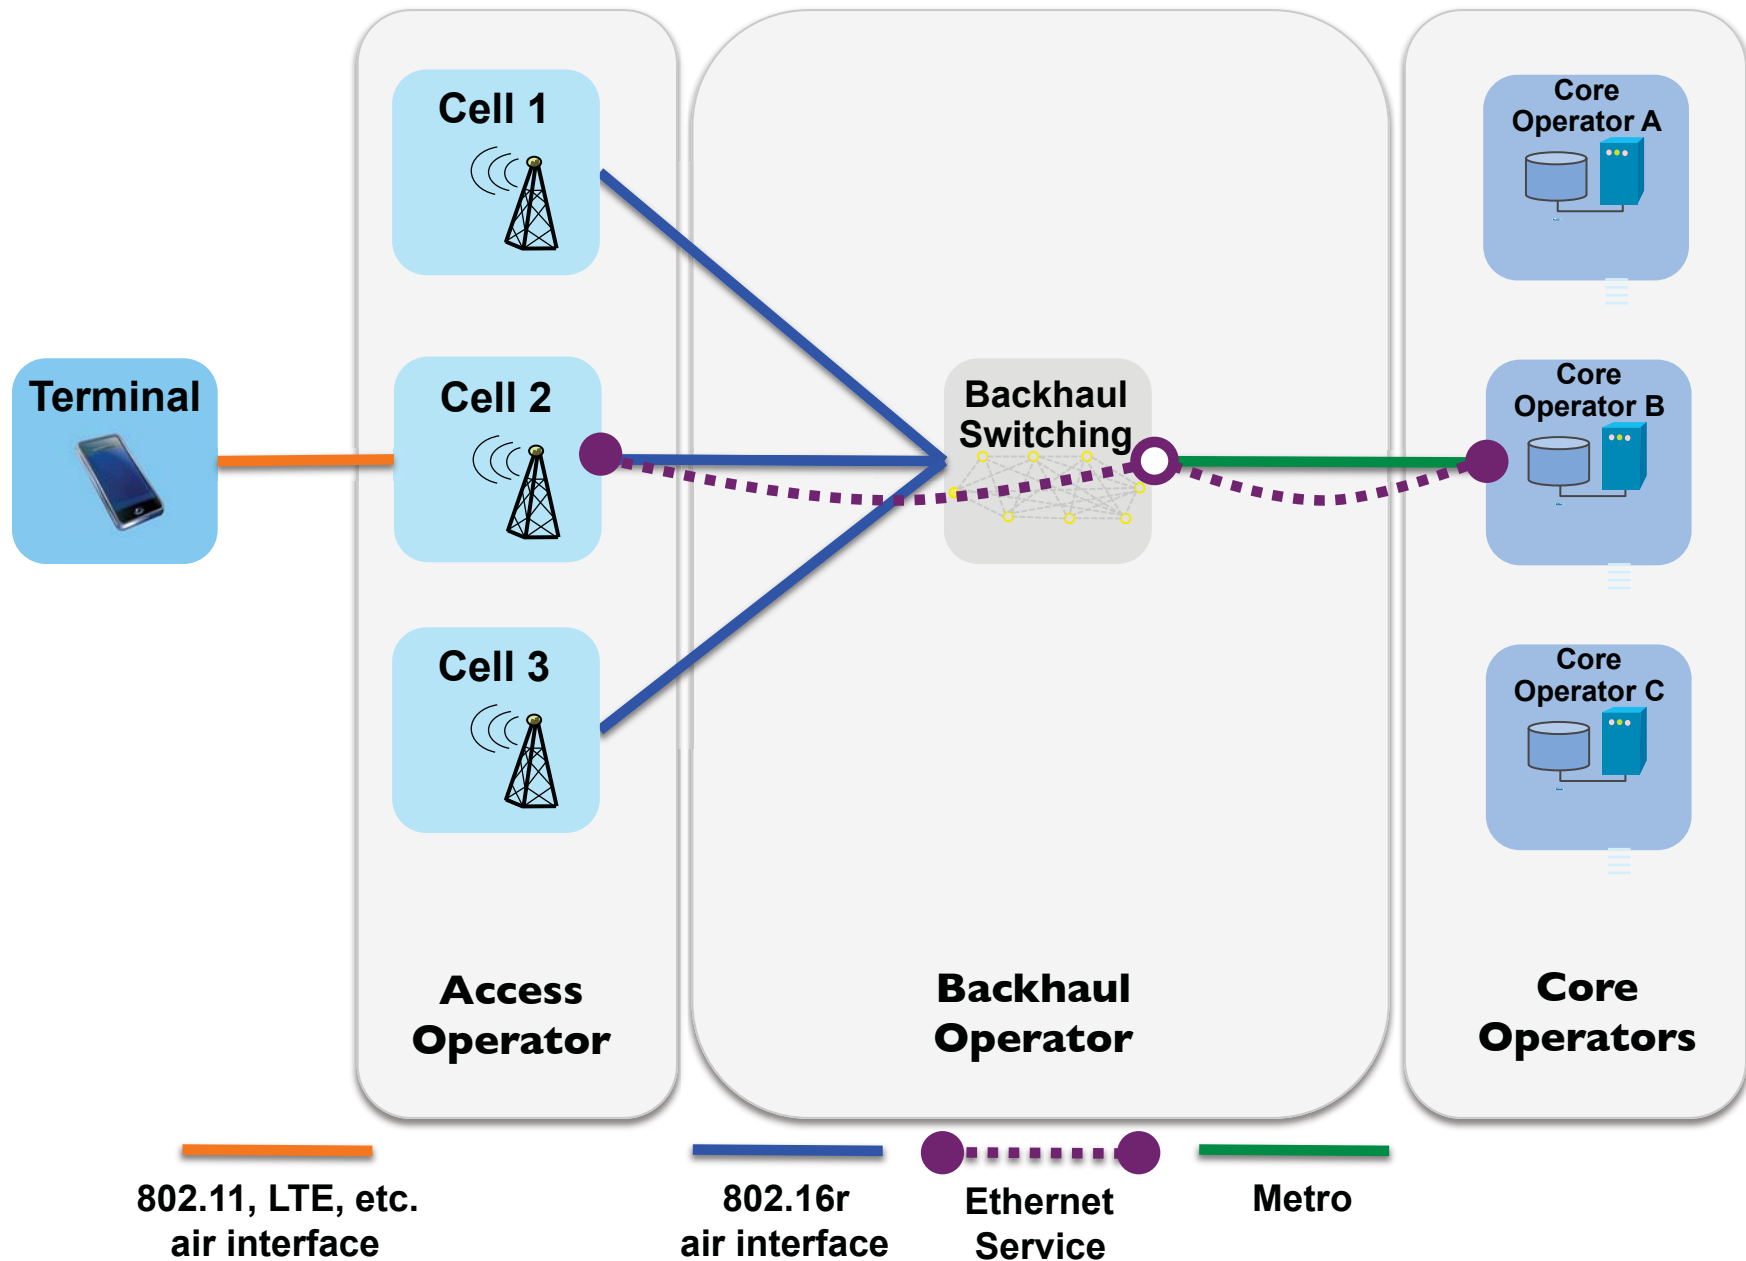 Cell 1
Core
Operator A
Terminal
Cell 2
Backhaul
Switching
Core
Operator B
Cell 3
Core
Operator C
Access
Operator
Backhaul
Operator
Core
Operators
802.11, LTE, etc.
air interface
802.16r
air interface
Ethernet
Service
Metro